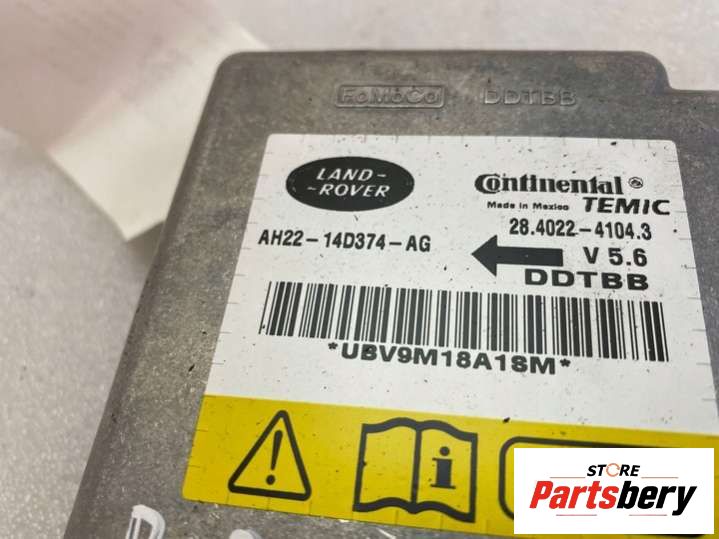 FoMoCo DDTBB
LAND-
-ROVER
Continental ®
Made in Mexico TEMIC
28.4022-4104.3
AH22-14D374-AG
V 5.6
DDTBB
*UBV9M18A1SM*
i
STORE
Partsbery